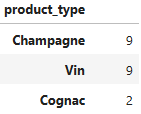 product_type
Champagne 9
Vin 9
Cognac 2